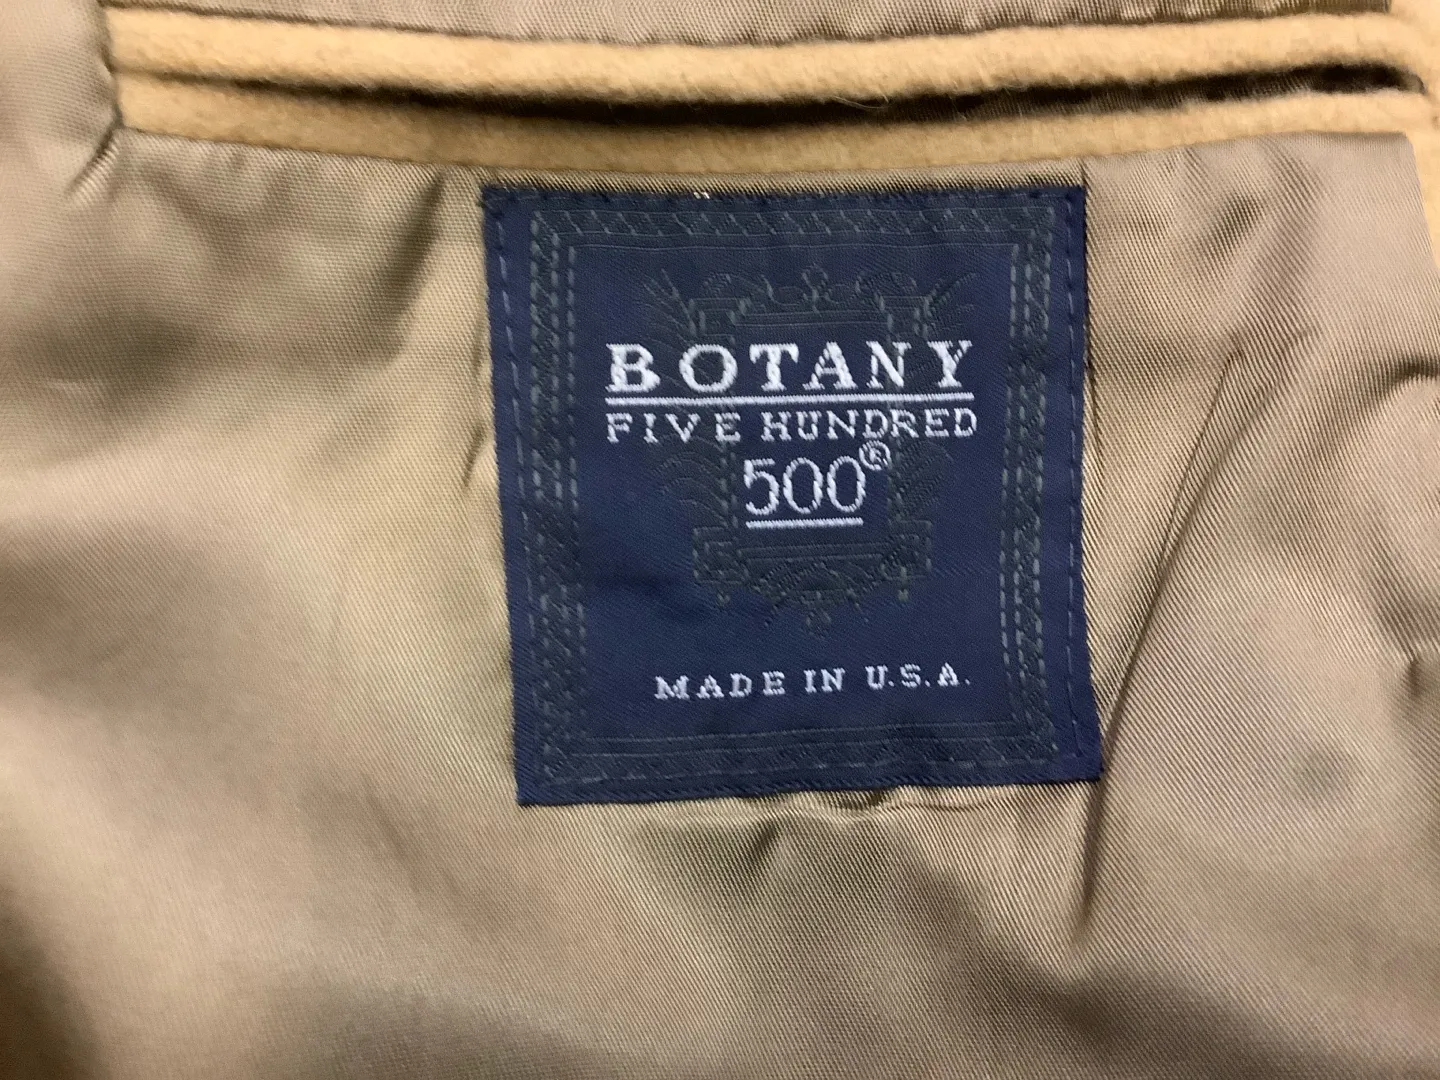 BOTANY
FIVE HUNDRED
500®
MADE IN U.S.A.